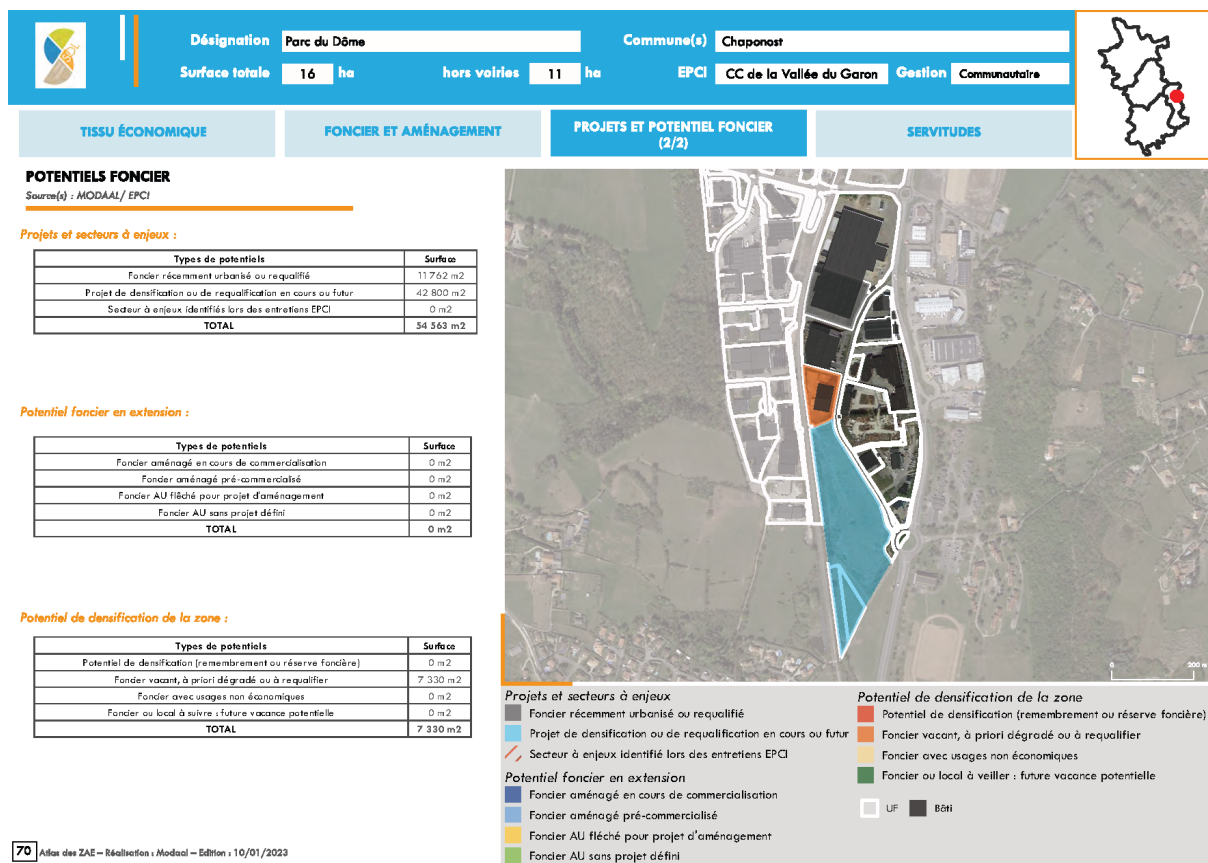 Désignation Parc du Dôme Commune(s) Chaponost
Surface totale 16 ha hors voiries 11 ha EPCI CC de la Vallée du Garon Gestion Communautaire
TISSU ÉCONOMIQUE
FONCIER ET AMÉNAGEMENT
PROJETS ET POTENTIEL FONCIER
(2/2)
SERVITUDES
POTENTIELS FONCIER
Source(s) : MODAAL/ EPCI
Projets et secteurs à enjeux :
Types de potentiels Surface
Foncier récemment urbanisé ou requalifié 11 762 m2
Projet de densification ou de requalification en cours ou futur 42 800 m2
Secteur à enjeux identifiés lors des entretiens EPCI 0 m2
TOTAL 54 563 m2
Potentiel foncier en extension :
Types de potentiels Surface
Foncier aménagé en cours de commercialisation 0 m2
Foncier aménagé pré-commercialisé 0 m2
Foncier AU flêché pour projet d'aménagement 0 m2
Foncier AU sans projet défini 0 m2
TOTAL 0 m2
Potentiel de densification de la zone :
Types de potentiels Surface
Potentiel de densification (remembrement ou réserve foncière) 0 m2
Foncier vacant, à priori dégradé ou à requalifier 7 330 m2
Foncier avec usages non économiques 0 m2
Foncier ou local à suivre : future vacance potentielle 0 m2
TOTAL 7 330 m2
0 200 m
Projets et secteurs à enjeux
Foncier récemment urbanisé ou requalifié
Projet de densification ou de requalification en cours ou futur
Secteur à enjeux identifié lors des entretiens EPCI
Potentiel foncier en extension
Foncier aménagé en cours de commercialisation
Foncier aménagé pré-commercialisé
Foncier AU fléché pour projet d'aménagement
Foncier AU sans projet défini
Potentiel de densification de la zone
Potentiel de densification (remembrement ou réserve foncière)
Foncier vacant, à priori dégradé ou à requalifier
Foncier avec usages non économiques
Foncier ou local à veiller : future vacance potentielle
UF Bâti
70 Atlas des ZAE – Réalisation : Modaal – Edition : 10/01/2023